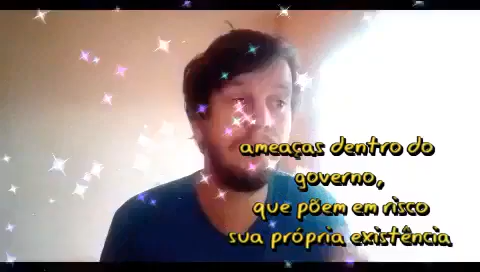 ameaças dentro do
governo,
que põem em risco
sua própria existência